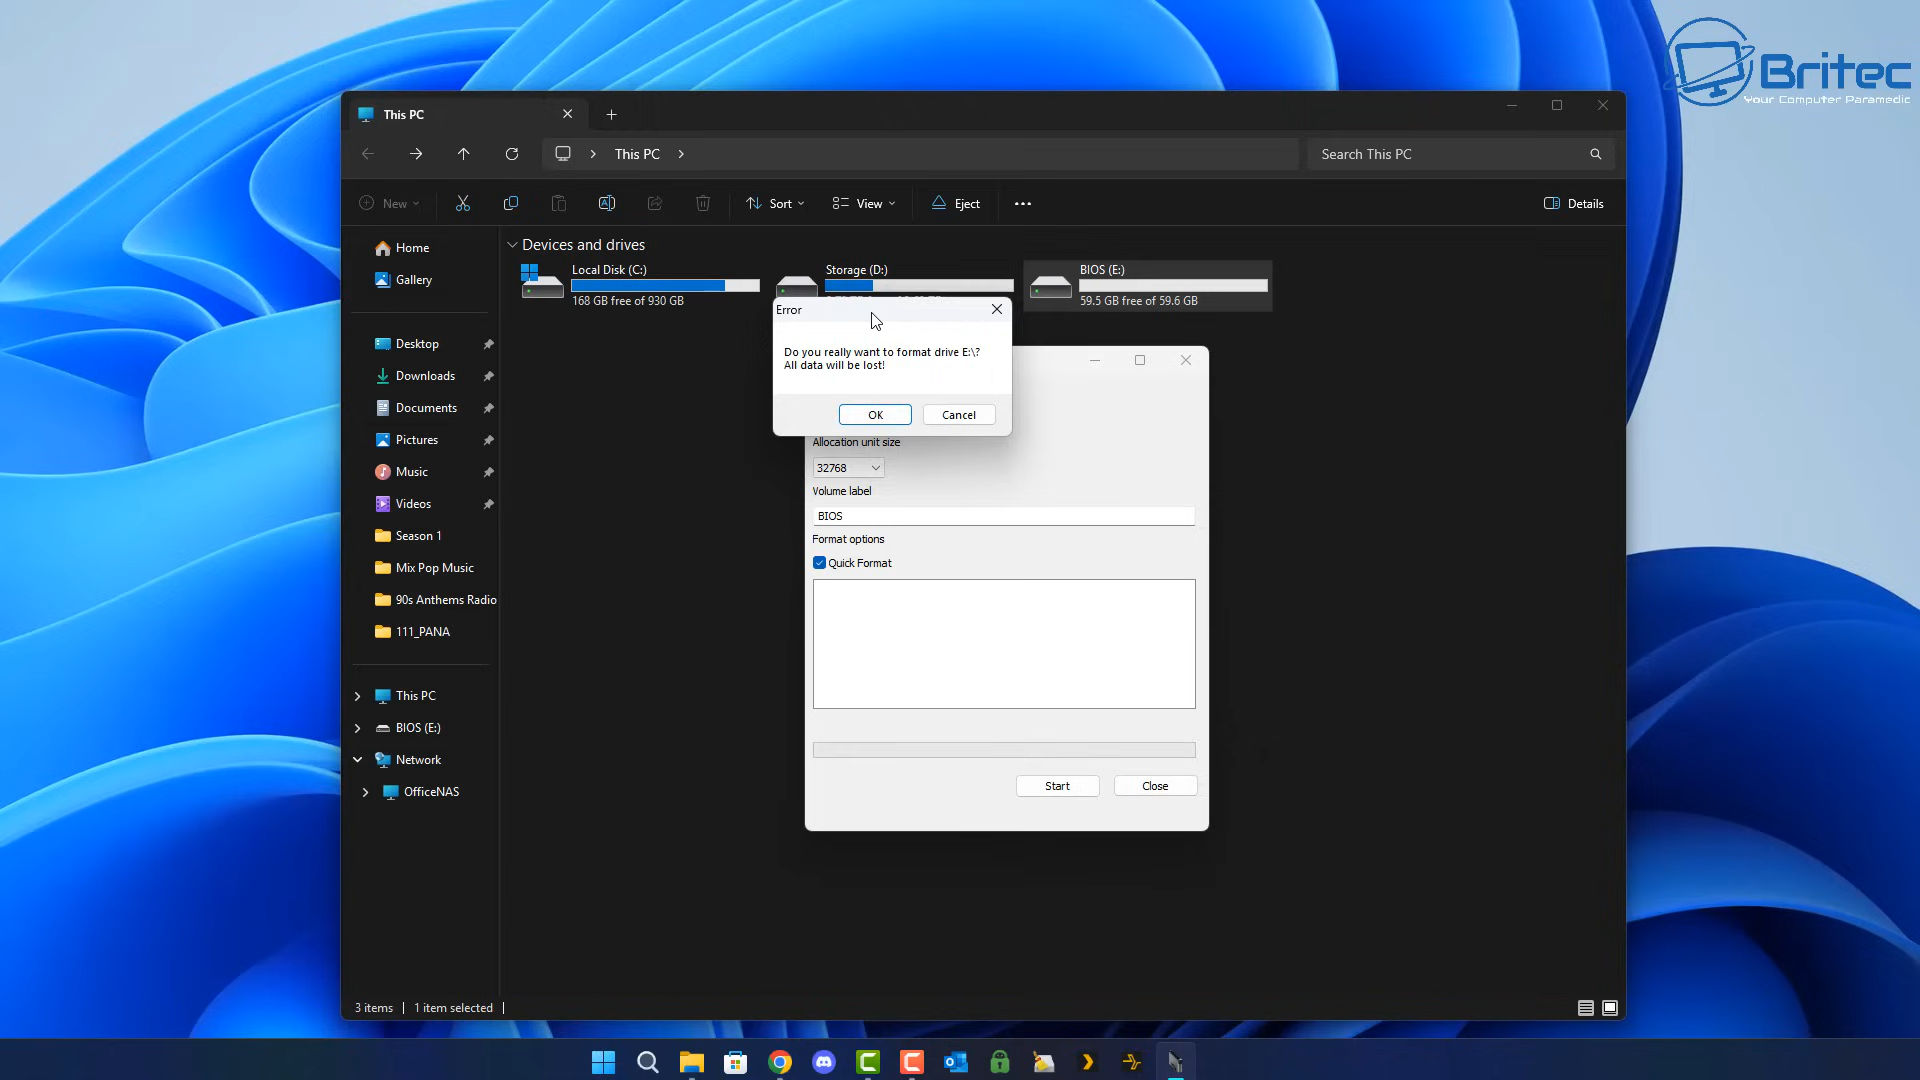 Britec
Your Computer Paramedic
This PC
This PC
Search This PC
New
Sort
View
Eject
Details
Home
Gallery
Desktop
Downloads
Documents
Pictures
Music
Videos
Season 1
Mix Pop Music
90s Anthems Radio
111_PANA
This PC
BIOS (E:)
Network
OfficeNAS
Devices and drives
Local Disk (C:)
168 GB free of 930 GB
Storage (D:)
BIOS (E:)
59.5 GB free of 59.6 GB
Error
Do you really want to format drive E:\?
All data will be lost!
OK
Cancel
Allocation unit size
32768
Volume label
BIOS
Format options
Quick Format
Start
Close
3 items
1 item selected